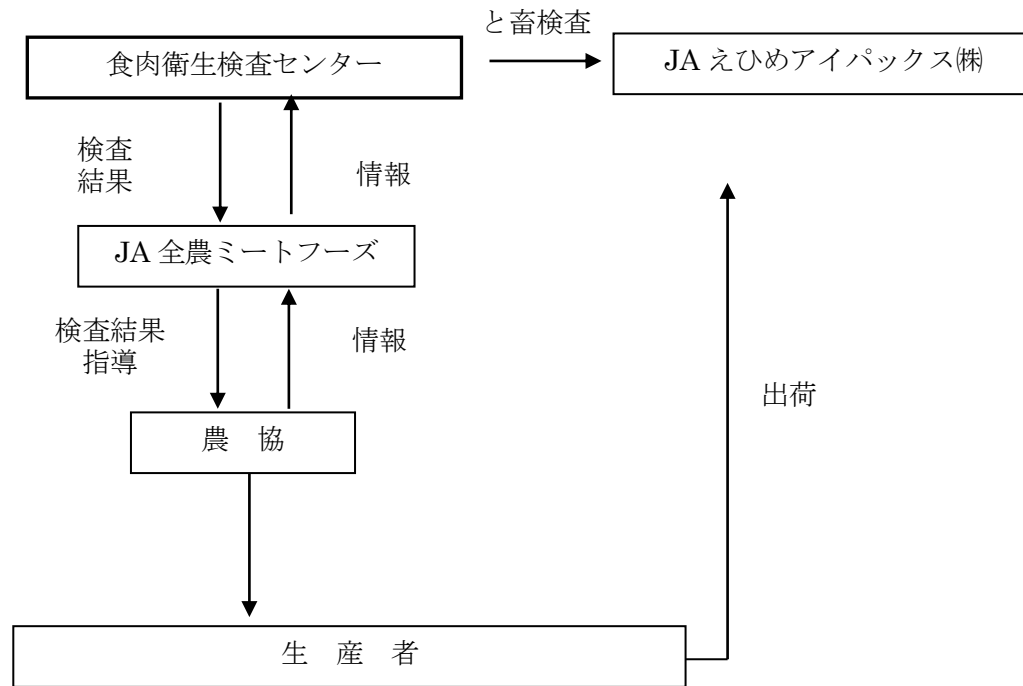 と畜検査
食肉衛生検査センター
JA えひめアイパックス㈱
検査
結果
情報
JA 全農ミートフーズ
検査結果
指導
情報
出荷
農　協
生　産　者